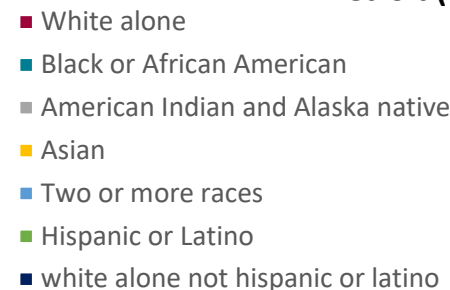 White alone
Black or African American
American Indian and Alaska native
Asian
Two or more races
Hispanic or Latino
white alone not hispanic or latino